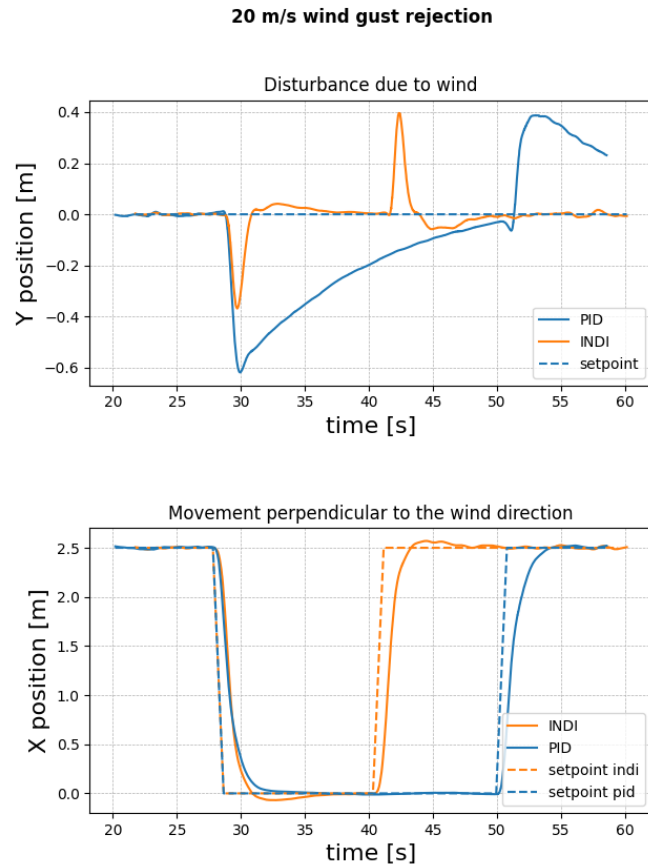 20 m/s wind gust rejection
Disturbance due to wind
Y position [m]
0.4
0.2
0.0
−0.2
−0.4
−0.6
PID
INDI
setpoint
20 25 30 35 40 45 50 55 60
time [s]
Movement perpendicular to the wind direction
X position [m]
2.5
2.0
1.5
1.0
0.5
0.0
INDI
PID
setpoint indi
setpoint pid
20 25 30 35 40 45 50 55 60
time [s]